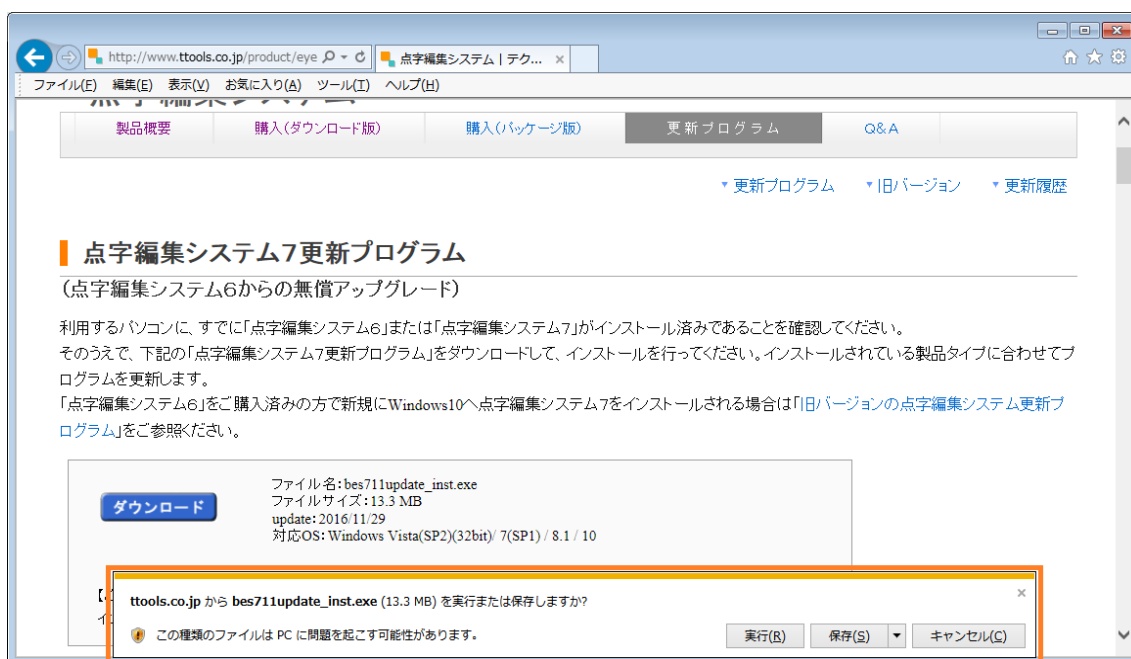 http://www.ttools.co.jp/product/eye
点字編集システム | テク... ×
ファイル(F) 編集(E) 表示(V) お気に入り(A) ツール(T) ヘルプ(H)
点字編集システム
製品概要 購入(ダウンロード版) 購入(パッケージ版) 更新プログラム Q&A
更新プログラム 旧バージョン 更新履歴
点字編集システム7更新プログラム
(点字編集システム6からの無償アップグレード)
利用するパソコンに、すでに「点字編集システム6」または「点字編集システム7」がインストール済みであることを確認してください。
そのうえで、下記の「点字編集システム7更新プログラム」をダウンロードして、インストールを行ってください。インストールされている製品タイプに合わせてプ
ログラムを更新します。
「点字編集システム6」をご購入済みの方で新規にWindows10へ点字編集システム7をインストールされる場合は「旧バージョンの点字編集システム更新プ
ログラム」をご参照ください。
ダウンロード
ファイル名:bes711update_inst.exe
ファイルサイズ:13.3 MB
update:2016/11/29
対応OS:Windows Vista(SP2)(32bit)/ 7(SP1) / 8.1 / 10
ttools.co.jp から bes711update_inst.exe (13.3 MB) を実行または保存しますか?
この種類のファイルは PC に問題を起こす可能性があります。
実行(R) 保存(S) キャンセル(C)